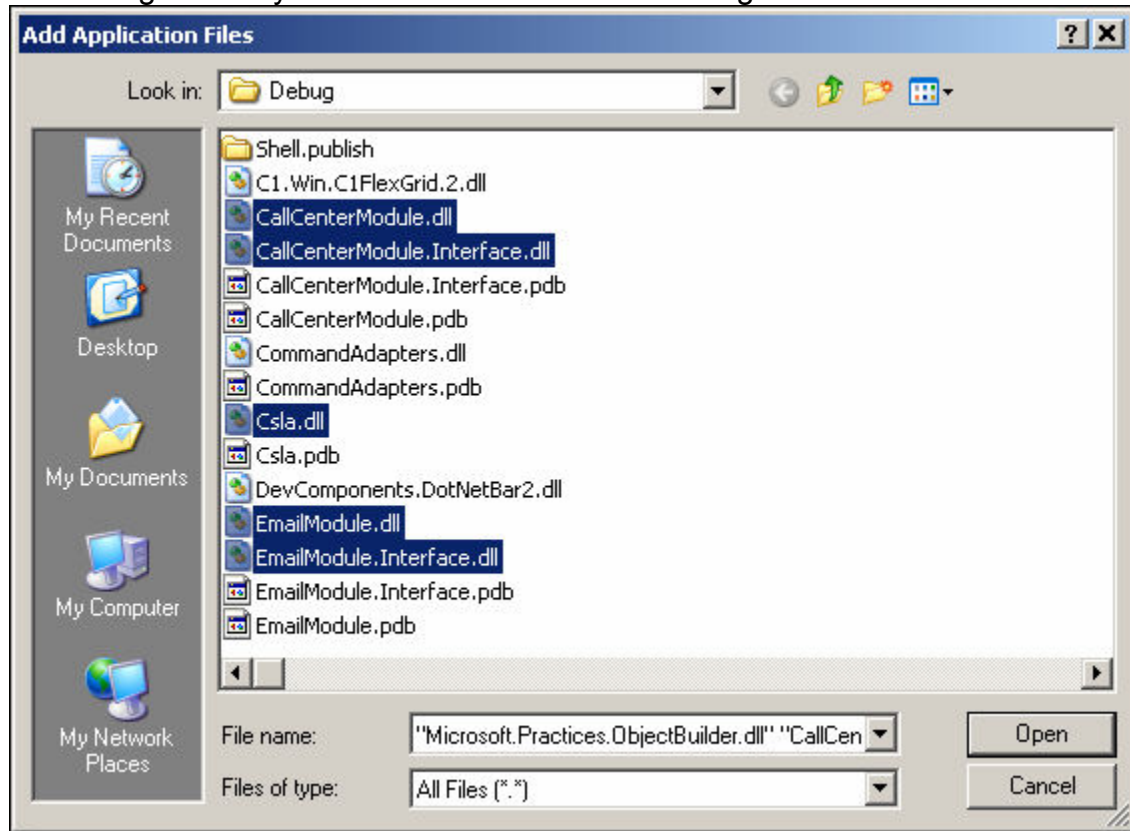 Add Application Files
Look in: Debug
My Recent
Documents
Desktop
My Documents
My Computer
My Network
Places
Shell.publish
C1.Win.C1FlexGrid.2.dll
CallCenterModule.dll
CallCenterModule.Interface.dll
CallCenterModule.Interface.pdb
CallCenterModule.pdb
CommandAdapters.dll
CommandAdapters.pdb
Csla.dll
Csla.pdb
DevComponents.DotNetBar2.dll
EmailModule.dll
EmailModule.Interface.dll
EmailModule.Interface.pdb
EmailModule.pdb
File name: "Microsoft.Practices.ObjectBuilder.dll" "CallCen Open
Files of type: All Files (*.*) Cancel